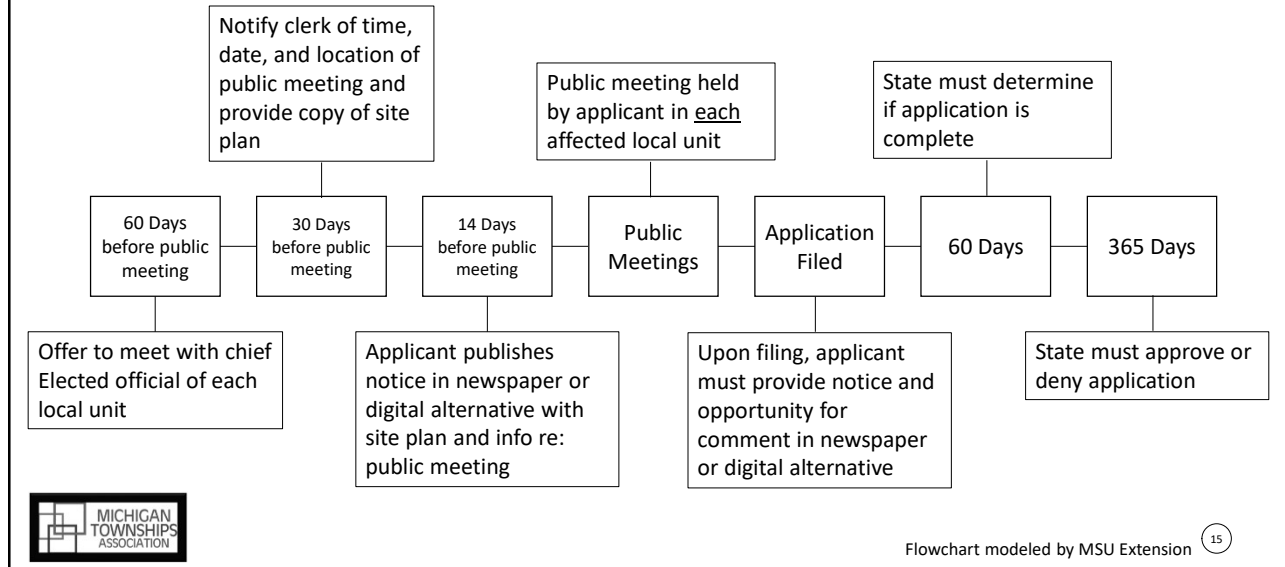 Notify clerk of time,
date, and location of
public meeting and
provide copy of site
plan
Public meeting held
by applicant in each
affected local unit
State must determine
if application is
complete
60 Days
before public
meeting
30 Days
before public
meeting
14 Days
before public
meeting
Public
Meetings
Application
Filed
60 Days
365 Days
Offer to meet with chief
Elected official of each
local unit
Applicant publishes
notice in newspaper or
digital alternative with
site plan and info re:
public meeting
Upon filing, applicant
must provide notice and
opportunity for
comment in newspaper
or digital alternative
State must approve or
deny application
MICHIGAN
TOWNSHIPS
ASSOCIATION
Flowchart modeled by MSU Extension
15